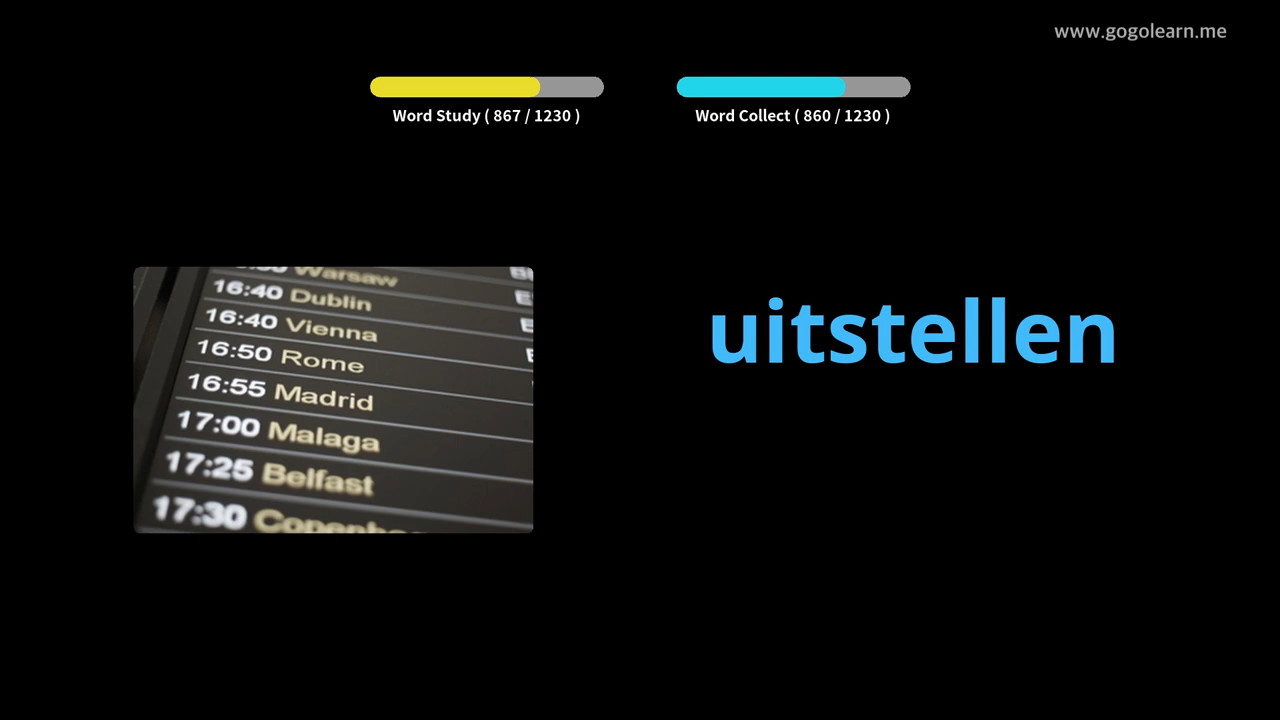 www.gogolearn.me
Word Study ( 867 / 1230 )
Word Collect ( 860 / 1230 )
Warsaw
16:40 Dublin
16:40 Vienna
16:50 Rome
16:55 Madrid
17:00 Malaga
17:25 Belfast
17:30
uitstellen